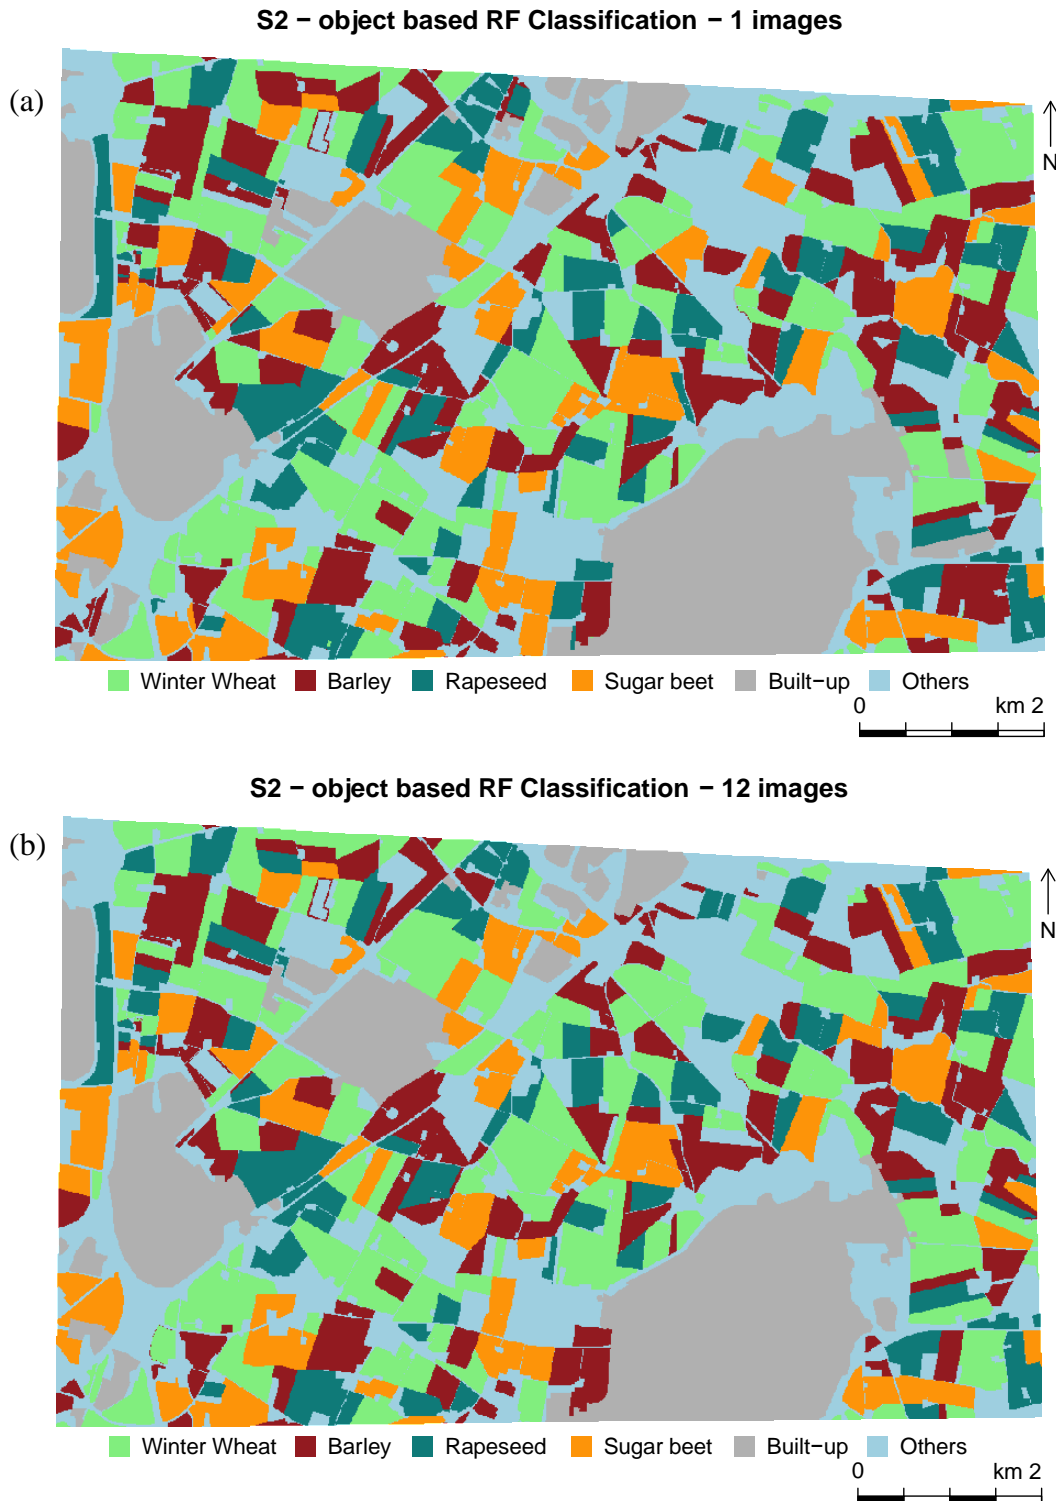 S2 − object based RF Classification − 1 images
(a)
N
Winter Wheat Barley Rapeseed Sugar beet Built−up Others
0 km 2
S2 − object based RF Classification − 12 images
(b)
N
Winter Wheat Barley Rapeseed Sugar beet Built−up Others
0 km 2